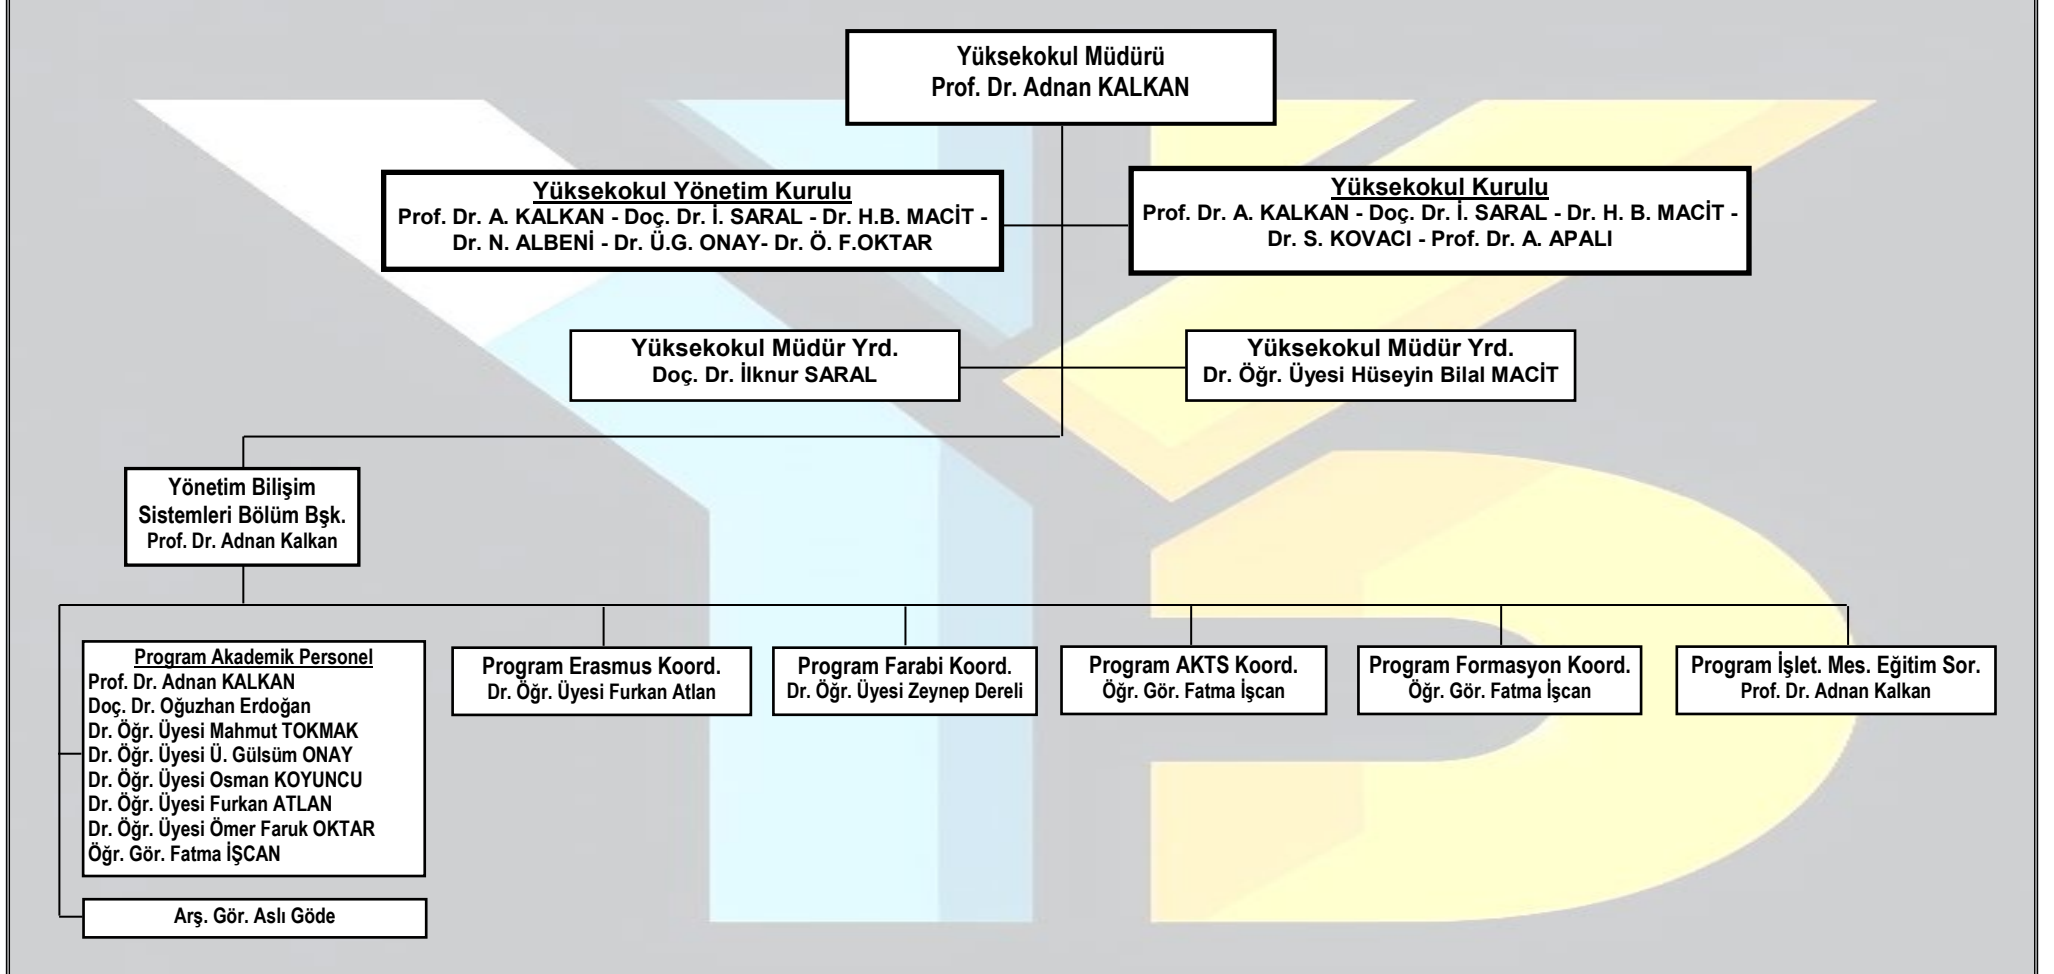 Yüksekokul Müdürü
Prof. Dr. Adnan KALKAN
Yüksekokul Yönetim Kurulu
Prof. Dr. A. KALKAN - Doç. Dr. İ. SARAL - Dr. H.B. MACİT -
Dr. N. ALBENİ - Dr. Ü.G. ONAY- Dr. Ö. F.OKTAR
Yüksekokul Kurulu
Prof. Dr. A. KALKAN - Doç. Dr. İ. SARAL - Dr. H. B. MACİT -
Dr. S. KOVACI - Prof. Dr. A. APALI
Yüksekokul Müdür Yrd.
Doç. Dr. İlknur SARAL
Yüksekokul Müdür Yrd.
Dr. Öğr. Üyesi Hüseyin Bilal MACİT
Yönetim Bilişim
Sistemleri Bölüm Bşk.
Prof. Dr. Adnan Kalkan
Program Akademik Personel
Prof. Dr. Adnan KALKAN
Doç. Dr. Oğuzhan Erdoğan
Dr. Öğr. Üyesi Mahmut TOKMAK
Dr. Öğr. Üyesi Ü. Gülsüm ONAY
Dr. Öğr. Üyesi Osman KOYUNCU
Dr. Öğr. Üyesi Furkan ATLAN
Dr. Öğr. Üyesi Ömer Faruk OKTAR
Öğr. Gör. Fatma İŞCAN
Arş. Gör. Aslı Göde
Program Erasmus Koord.
Dr. Öğr. Üyesi Furkan Atlan
Program Farabi Koord.
Dr. Öğr. Üyesi Zeynep Dereli
Program AKTS Koord.
Öğr. Gör. Fatma İşcan
Program Formasyon Koord.
Öğr. Gör. Fatma İşcan
Program İşlet. Mes. Eğitim Sor.
Prof. Dr. Adnan Kalkan